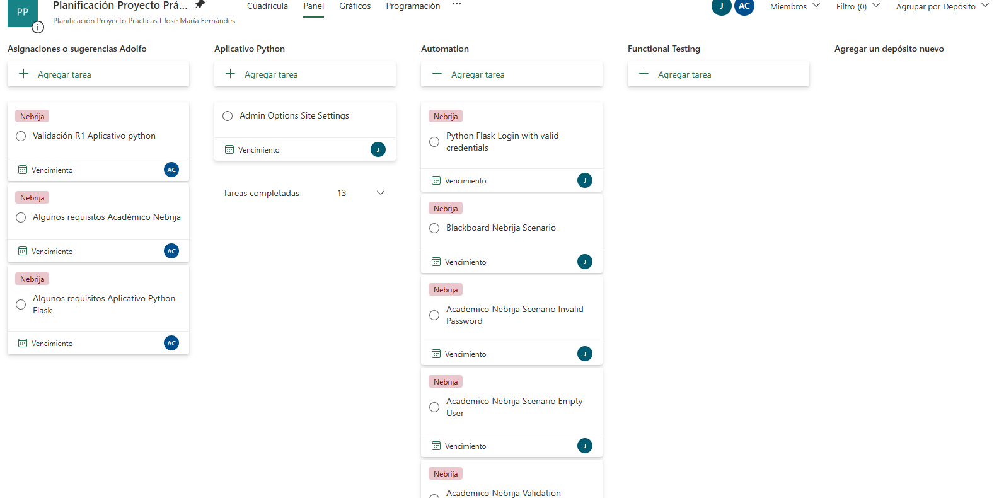 PP
Planificación Proyecto Prá...
Planificación Proyecto Prácticas I José María Fernándes
Cuadrícula
Panel
Gráficos
Programación
...
J
AC
Miembros
Filtro (0)
Agrupar por Depósito
Asignaciones o sugerencias Adolfo
Agregar tarea
Nebrija
Validación R1 Aplicativo python
Vencimiento
AC
Nebrija
Algunos requisitos Académico Nebrija
Vencimiento
AC
Nebrija
Algunos requisitos Aplicativo Python
Flask
Vencimiento
AC
Aplicativo Python
Agregar tarea
Admin Options Site Settings
Vencimiento
J
Tareas completadas 13
Automation
Agregar tarea
Nebrija
Python Flask Login with valid
credentials
Vencimiento
J
Nebrija
Blackboard Nebrija Scenario
Vencimiento
J
Nebrija
Academico Nebrija Scenario Invalid
Password
Vencimiento
J
Nebrija
Academico Nebrija Scenario Empty
User
Vencimiento
J
Nebrija
Academico Nebrija Validation
Functional Testing
Agregar tarea
Agregar un depósito nuevo